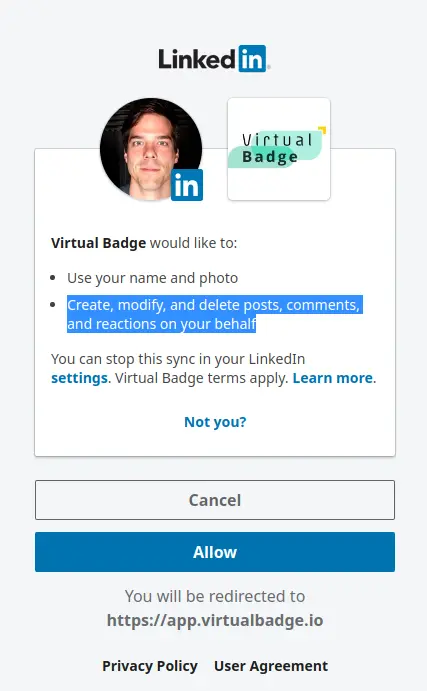 LinkedIn
in
Virtual
Badge
Virtual Badge would like to:
Use your name and photo
Create, modify, and delete posts, comments,
and reactions on your behalf
You can stop this sync in your LinkedIn
settings. Virtual Badge terms apply. Learn more.
Not you?
Cancel
Allow
You will be redirected to
https://app.virtualbadge.io
Privacy Policy User Agreement